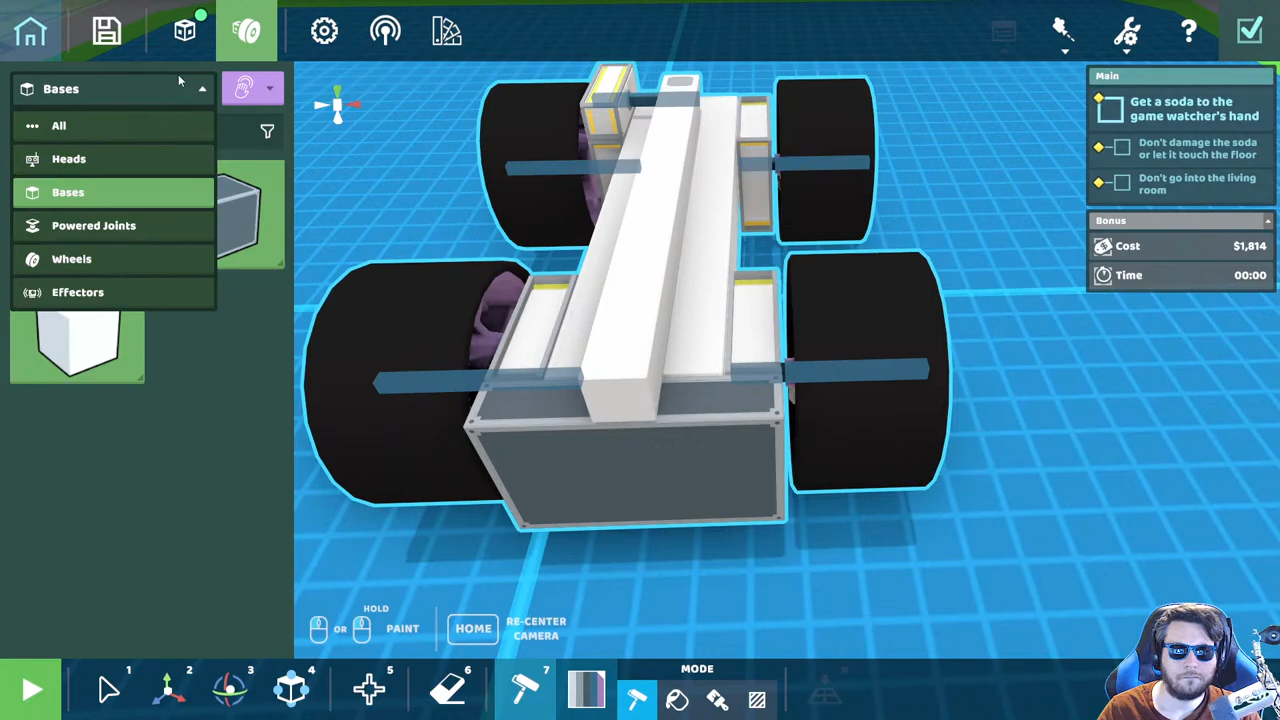 Bases
All
Heads
Bases
Powered Joints
Wheels
Effectors
Main
Get a soda to the
game watcher's hand
Don't damage the soda
or let it touch the floor
Don't go into the living
room
Bonus
Cost $1,814
Time 00:00
HOLD
OR PAINT
HOME
RE-CENTER
CAMERA
1
2
3
4
5
6
7
MODE